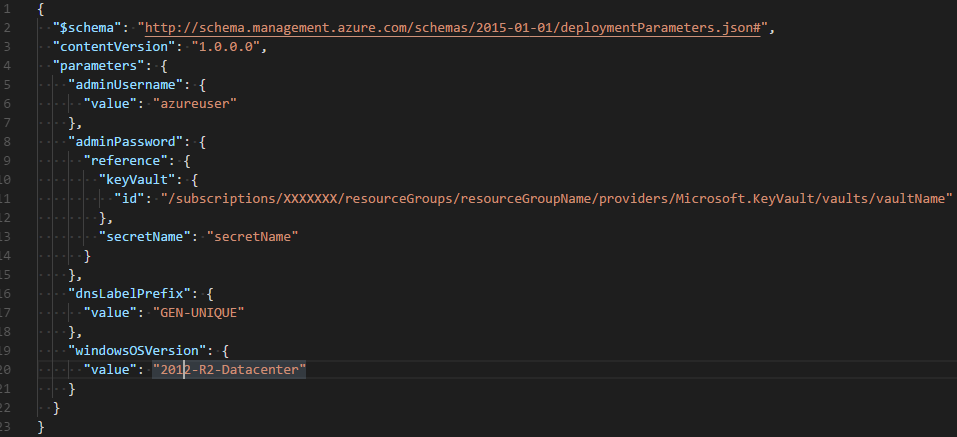 1 {
2 "$schema": "http://schema.management.azure.com/schemas/2015-01-01/deploymentParameters.json#",
3 "contentVersion": "1.0.0.0",
4 "parameters": {
5 "adminUsername": {
6 "value": "azureuser"
7 },
8 "adminPassword": {
9 "reference": {
10 "keyVault": {
11 "id": "/subscriptions/XXXXXXX/resourceGroups/resourceGroupName/providers/Microsoft.KeyVault/vaults/vaultName"
12 },
13 "secretName": "secretName"
14 }
15 },
16 "dnsLabelPrefix": {
17 "value": "GEN-UNIQUE"
18 },
19 "windowsOSVersion": {
20 "value": "2012-R2-Datacenter"
21 }
22 }
23 }